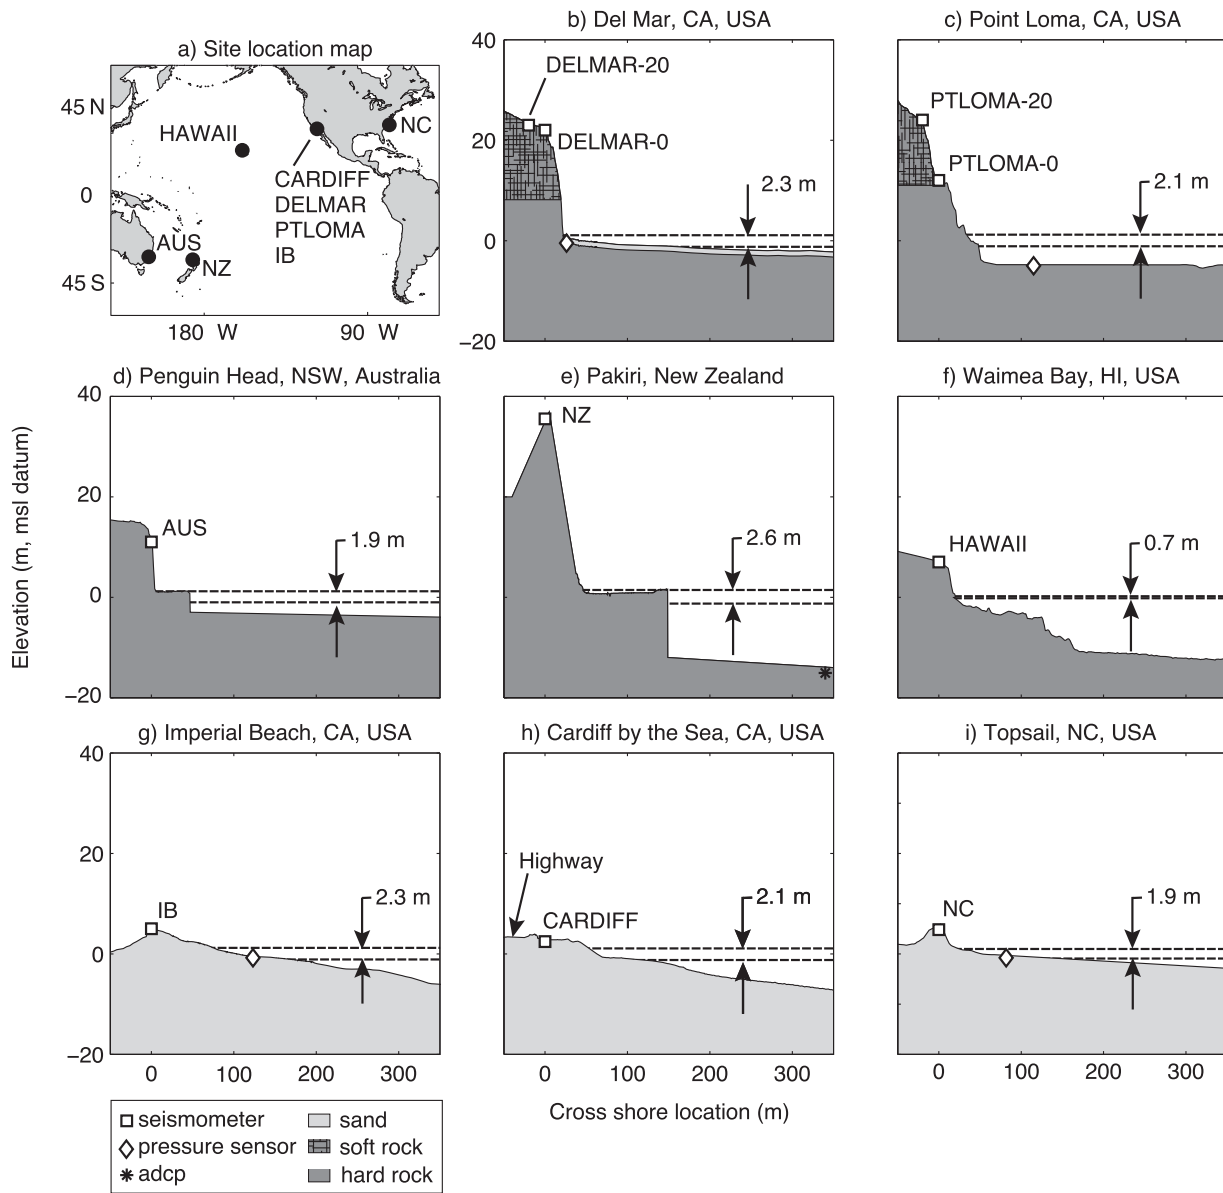 a) Site location map
45 N
0
45 S
180 W
90 W
HAWAII
NC
CARDIFF
DELMAR
PTLOMA
IB
AUS
NZ
b) Del Mar, CA, USA
40
20
0
−20
DELMAR-20
DELMAR-0
2.3 m
c) Point Loma, CA, USA
PTLOMA-20
PTLOMA-0
2.1 m
Elevation (m, msl datum)
d) Penguin Head, NSW, Australia
40
20
0
−20
AUS
1.9 m
e) Pakiri, New Zealand
NZ
2.6 m
f) Waimea Bay, HI, USA
HAWAII
0.7 m
g) Imperial Beach, CA, USA
40
20
0
−20
IB
2.3 m
0 100 200 300
h) Cardiff by the Sea, CA, USA
Highway
CARDIFF
2.1 m
0 100 200 300
i) Topsail, NC, USA
NC
1.9 m
0 100 200 300
Cross shore location (m)
seismometer
pressure sensor
adcp
sand
soft rock
hard rock